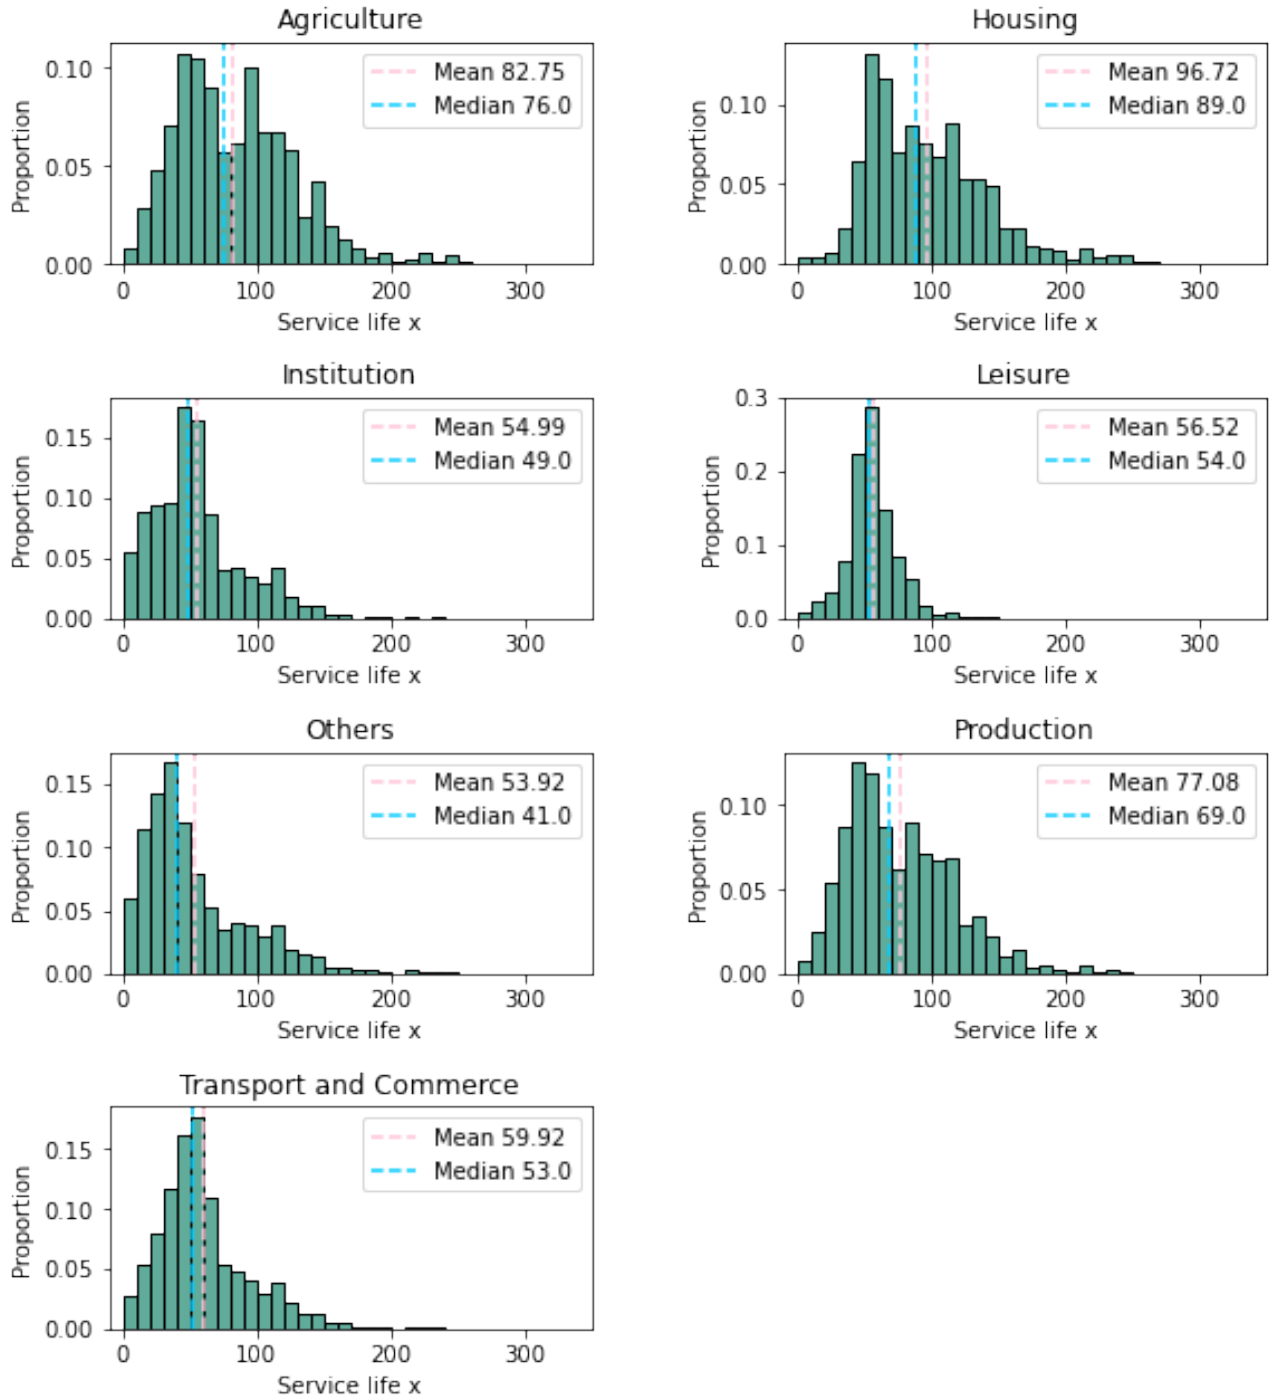 Agriculture
Proportion
0.10
0.05
0.00
Mean 82.75
Median 76.0
0 100 200 300
Service life x
Housing
Proportion
0.10
0.05
0.00
Mean 96.72
Median 89.0
0 100 200 300
Service life x
Institution
Proportion
0.15
0.10
0.05
0.00
Mean 54.99
Median 49.0
0 100 200 300
Service life x
Leisure
Proportion
0.3
0.2
0.1
0.0
Mean 56.52
Median 54.0
0 100 200 300
Service life x
Others
Proportion
0.15
0.10
0.05
0.00
Mean 53.92
Median 41.0
0 100 200 300
Service life x
Production
Proportion
0.10
0.05
0.00
Mean 77.08
Median 69.0
0 100 200 300
Service life x
Transport and Commerce
Proportion
0.15
0.10
0.05
0.00
Mean 59.92
Median 53.0
0 100 200 300
Service life x